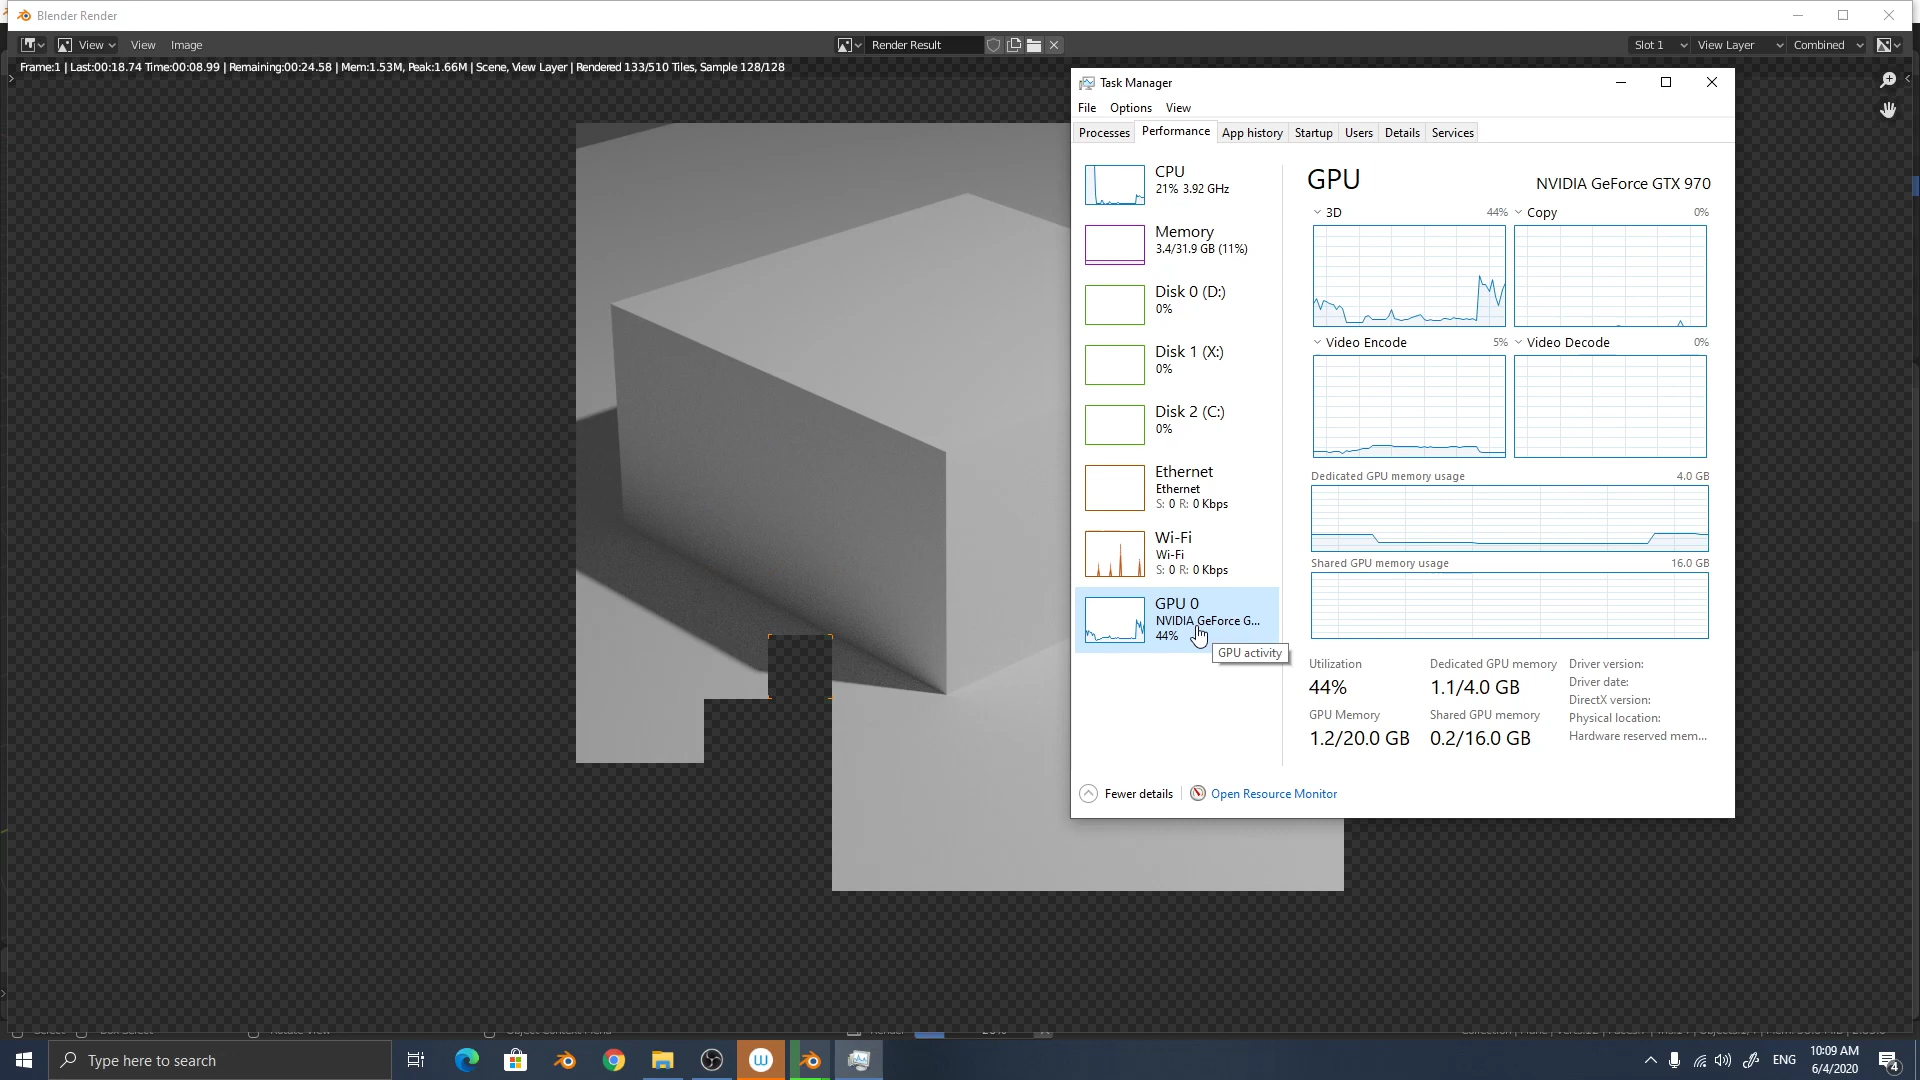 Blender Render
View View Image Render Result Slot 1 View Layer Combined
Frame:1 | Last:00:18.74 Time:00:08.99 | Remaining:00:24.58 | Mem:1.53M, Peak:1.66M | Scene, View Layer | Rendered 133/510 Tiles, Sample 128/128
Task Manager
File Options View
Processes Performance App history Startup Users Details Services
CPU
21% 3.92 GHz
Memory
3.4/31.9 GB (11%)
Disk 0 (D:)
0%
Disk 1 (X:)
0%
Disk 2 (C:)
0%
Ethernet
Ethernet
S: 0 R: 0 Kbps
Wi-Fi
Wi-Fi
S: 0 R: 0 Kbps
GPU 0
NVIDIA GeForce G...
44%
GPU activity
GPU NVIDIA GeForce GTX 970
3D 44% Copy 0%
Video Encode 5% Video Decode 0%
Dedicated GPU memory usage 4.0 GB
Shared GPU memory usage 16.0 GB
Utilization
44%
GPU Memory
1.2/20.0 GB
Dedicated GPU memory
1.1/4.0 GB
Shared GPU memory
0.2/16.0 GB
Driver version:
Driver date:
DirectX version:
Physical location:
Hardware reserved mem...
Fewer details Open Resource Monitor
Type here to search
ENG
10:09 AM
6/4/2020
4